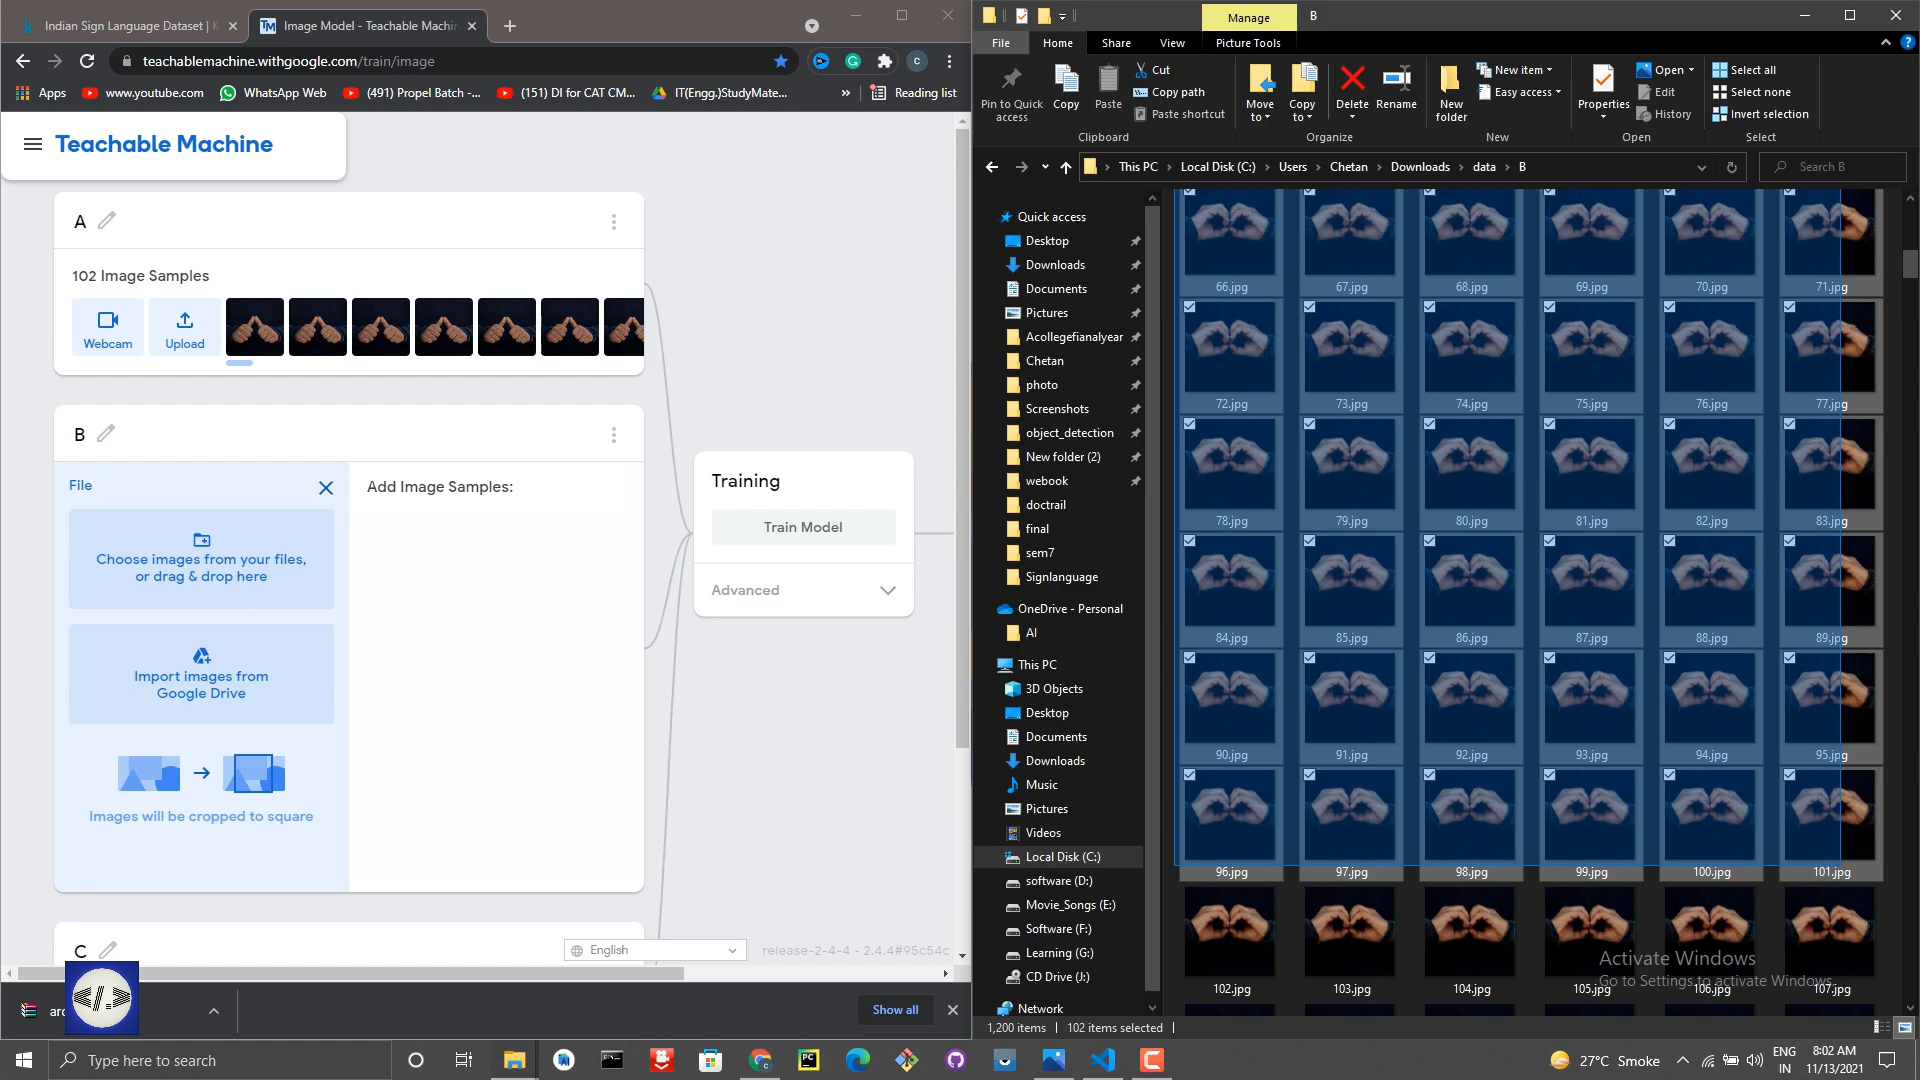 Indian Sign Language Dataset | K
Image Model - Teachable Machin
teachablemachine.withgoogle.com/train/image
Apps
www.youtube.com
WhatsApp Web
(491) Propel Batch -...
(151) DI for CAT CM...
IT(Engg.)StudyMate...
»
Reading list
Teachable Machine
A
102 Image Samples
Webcam
Upload
B
File
Choose images from your files,
or drag & drop here
Import images from
Google Drive
Images will be cropped to square
Add Image Samples:
Training
Train Model
Advanced
C
English
release-2-4-4 - 2.4.4#95c54c
</>
Show all
Manage
B
File
Home
Share
View
Picture Tools
Pin to Quick
access
Copy
Paste
Cut
Copy path
Paste shortcut
Clipboard
Move
to
Copy
to
Delete
Rename
Organize
New
folder
New item
Easy access
New
Properties
Open
Edit
History
Open
Select all
Select none
Invert selection
Select
This PC
Local Disk (C:)
Users
Chetan
Downloads
data
B
Search B
Quick access
Desktop
Downloads
Documents
Pictures
Acollegefianalyear
Chetan
photo
Screenshots
object_detection
New folder (2)
webook
doctrail
final
sem7
Signlanguage
OneDrive - Personal
AI
This PC
3D Objects
Desktop
Documents
Downloads
Music
Pictures
Videos
Local Disk (C:)
software (D:)
Movie_Songs (E:)
Software (F:)
Learning (G:)
CD Drive (J:)
Network
66.jpg 67.jpg 68.jpg 69.jpg 70.jpg 71.jpg
72.jpg 73.jpg 74.jpg 75.jpg 76.jpg 77.jpg
78.jpg 79.jpg 80.jpg 81.jpg 82.jpg 83.jpg
84.jpg 85.jpg 86.jpg 87.jpg 88.jpg 89.jpg
90.jpg 91.jpg 92.jpg 93.jpg 94.jpg 95.jpg
96.jpg 97.jpg 98.jpg 99.jpg 100.jpg 101.jpg
102.jpg 103.jpg 104.jpg 105.jpg 106.jpg 107.jpg
Activate Windows
Go to Settings to activate Windows.
1,200 items
102 items selected
Type here to search
27°C Smoke
ENG
IN
8:02 AM
11/13/2021